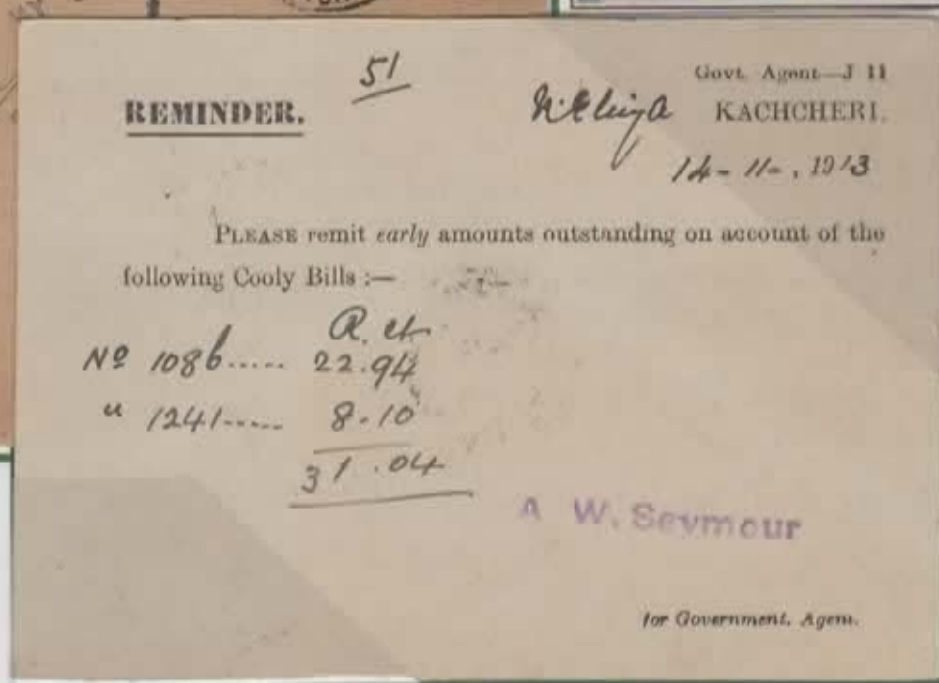 51
Govt. Agent—J 11
REMINDER.
N'Eliya KACHCHERI,
14-11-, 1913
PLEASE remit early amounts outstanding on account of the
following Cooly Bills :—
R. cts
No 1086..... 22.94
" 1241..... 8.10
31.04
A W. Seymour
for Government. Agent.